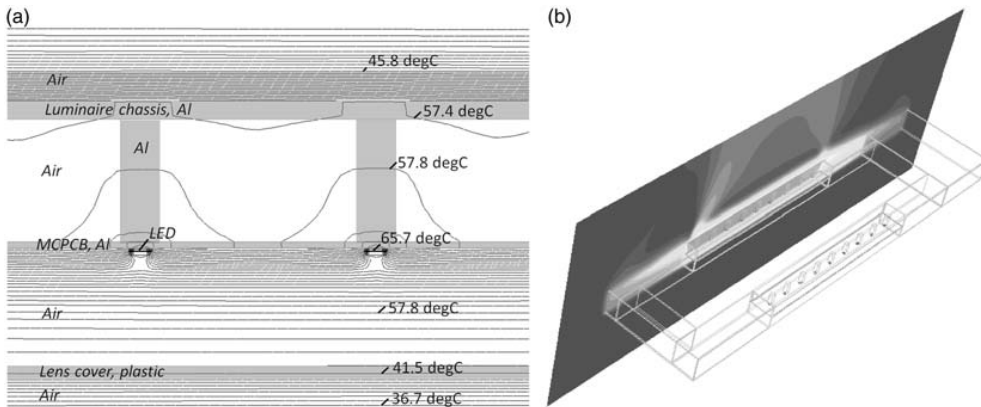 (a)
(b)
45.8 degC
Air
Luminaire chassis, Al
57.4 degC
Al
Air
57.8 degC
LED
MCPCB, Al
65.7 degC
Air
57.8 degC
Lens cover, plastic
41.5 degC
Air
36.7 degC